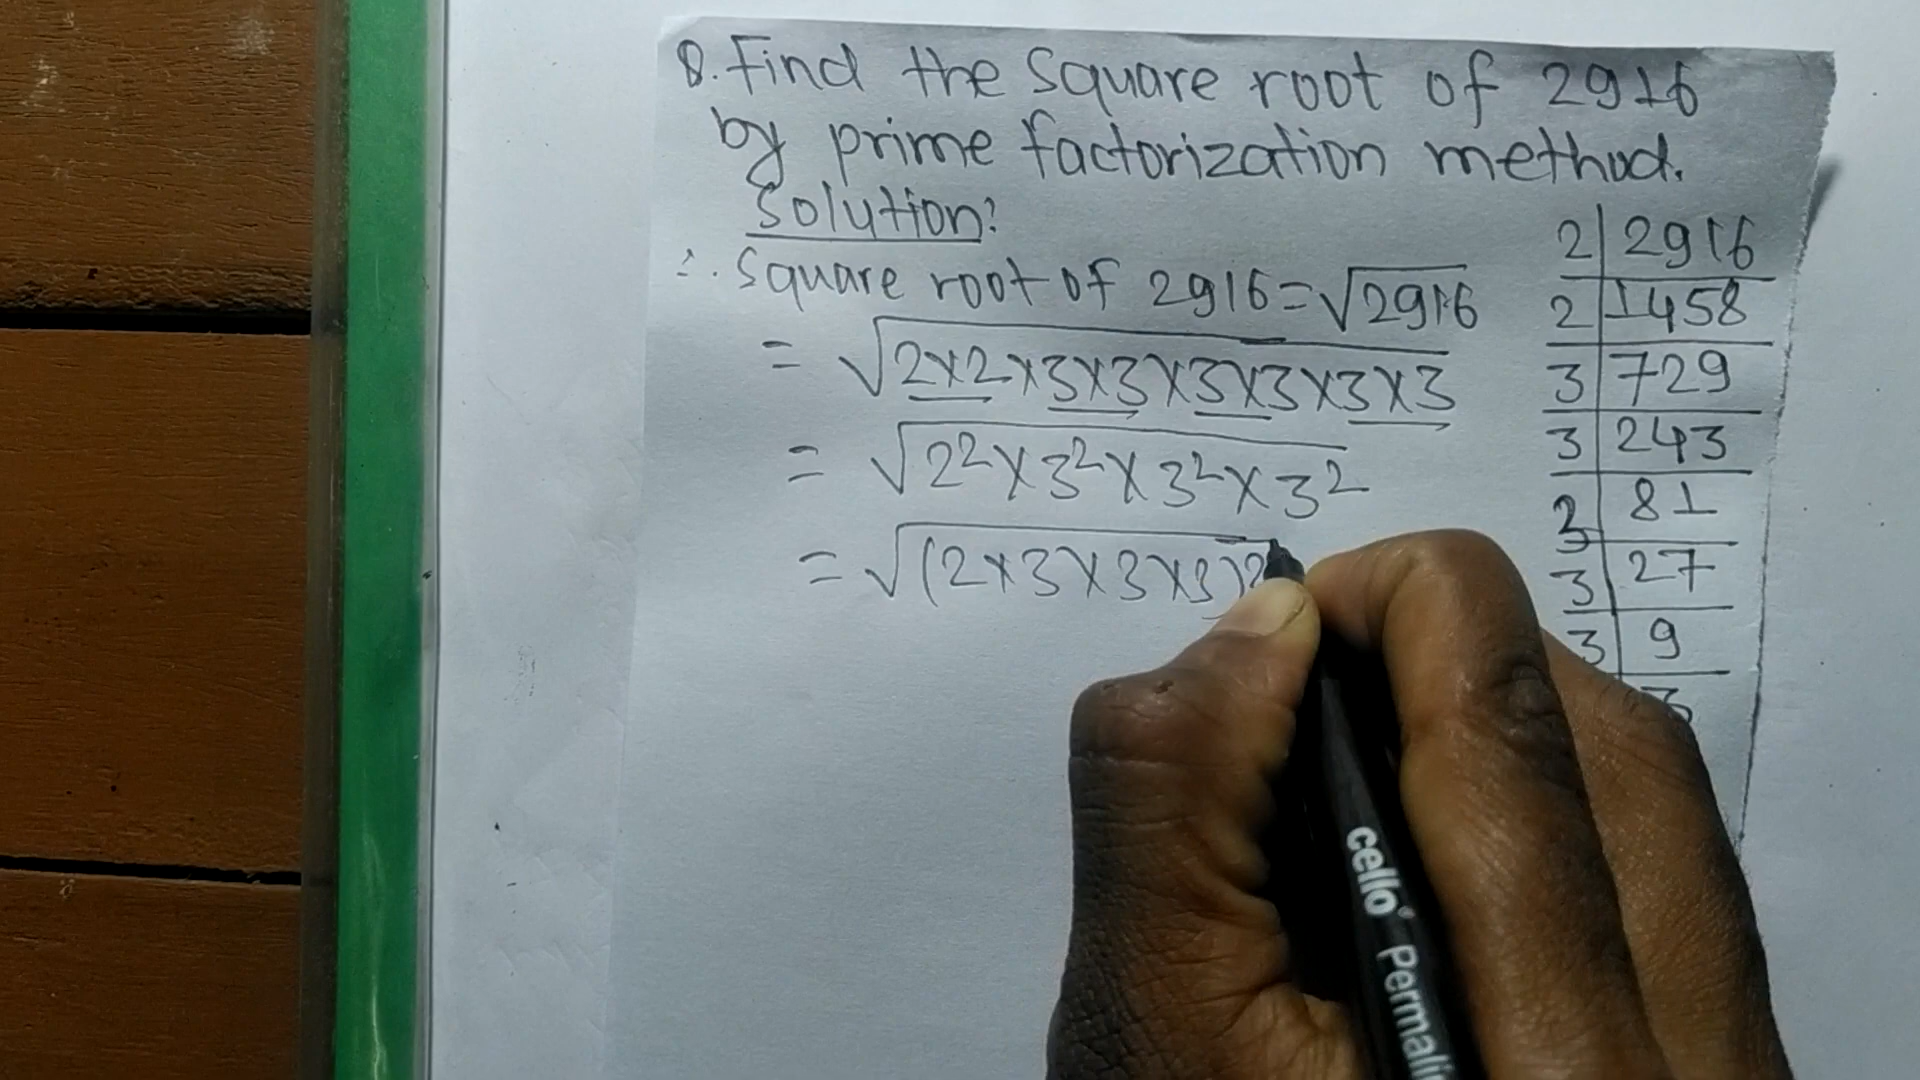 Q. Find the square root of 2916
by prime factorization method.
Solution:
∴ Square root of 2916 = √2916
= √2×2×3×3×3×3×3×3
= √2²×3²×3²×3²
= √(2×3×3×3)²
2 | 2916
2 | 1458
3 | 729
3 | 243
3 | 81
3 | 27
3 | 9
3
cello® Permane